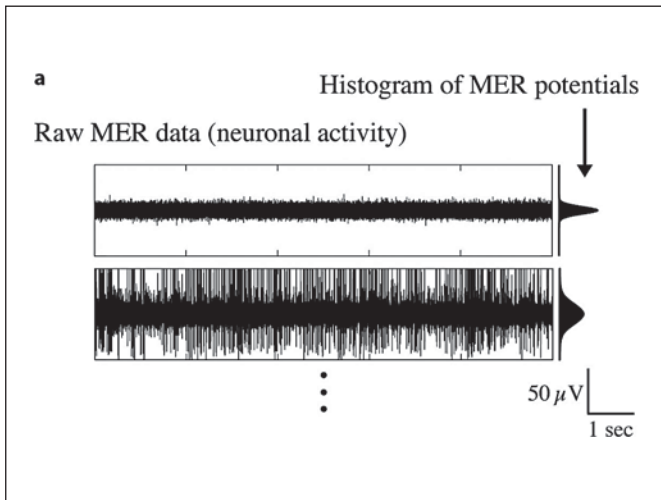 a
Histogram of MER potentials
Raw MER data (neuronal activity)
50 μV
1 sec